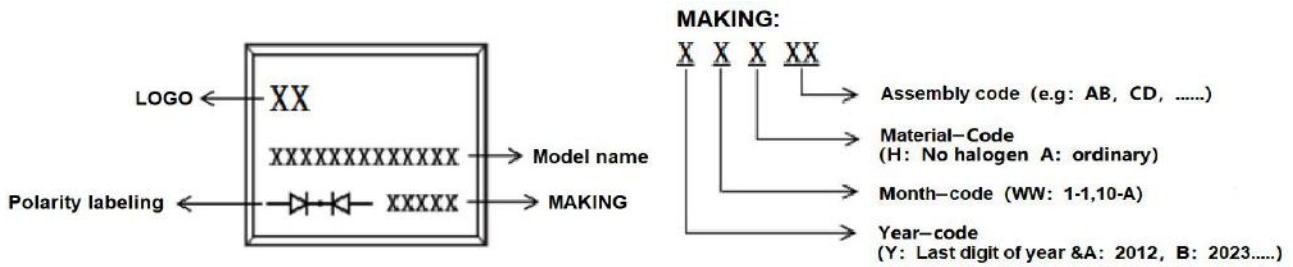 LOGO
XX
XXXXXXXXXXXXX
Model name
Polarity labeling
XXXXX
MAKING
MAKING:
X X X XX
Assembly code (e.g: AB, CD, ......)
Material-Code
(H: No halogen A: ordinary)
Month-code (WW: 1-1,10-A)
Year-code
(Y: Last digit of year &A: 2012, B: 2023.....)